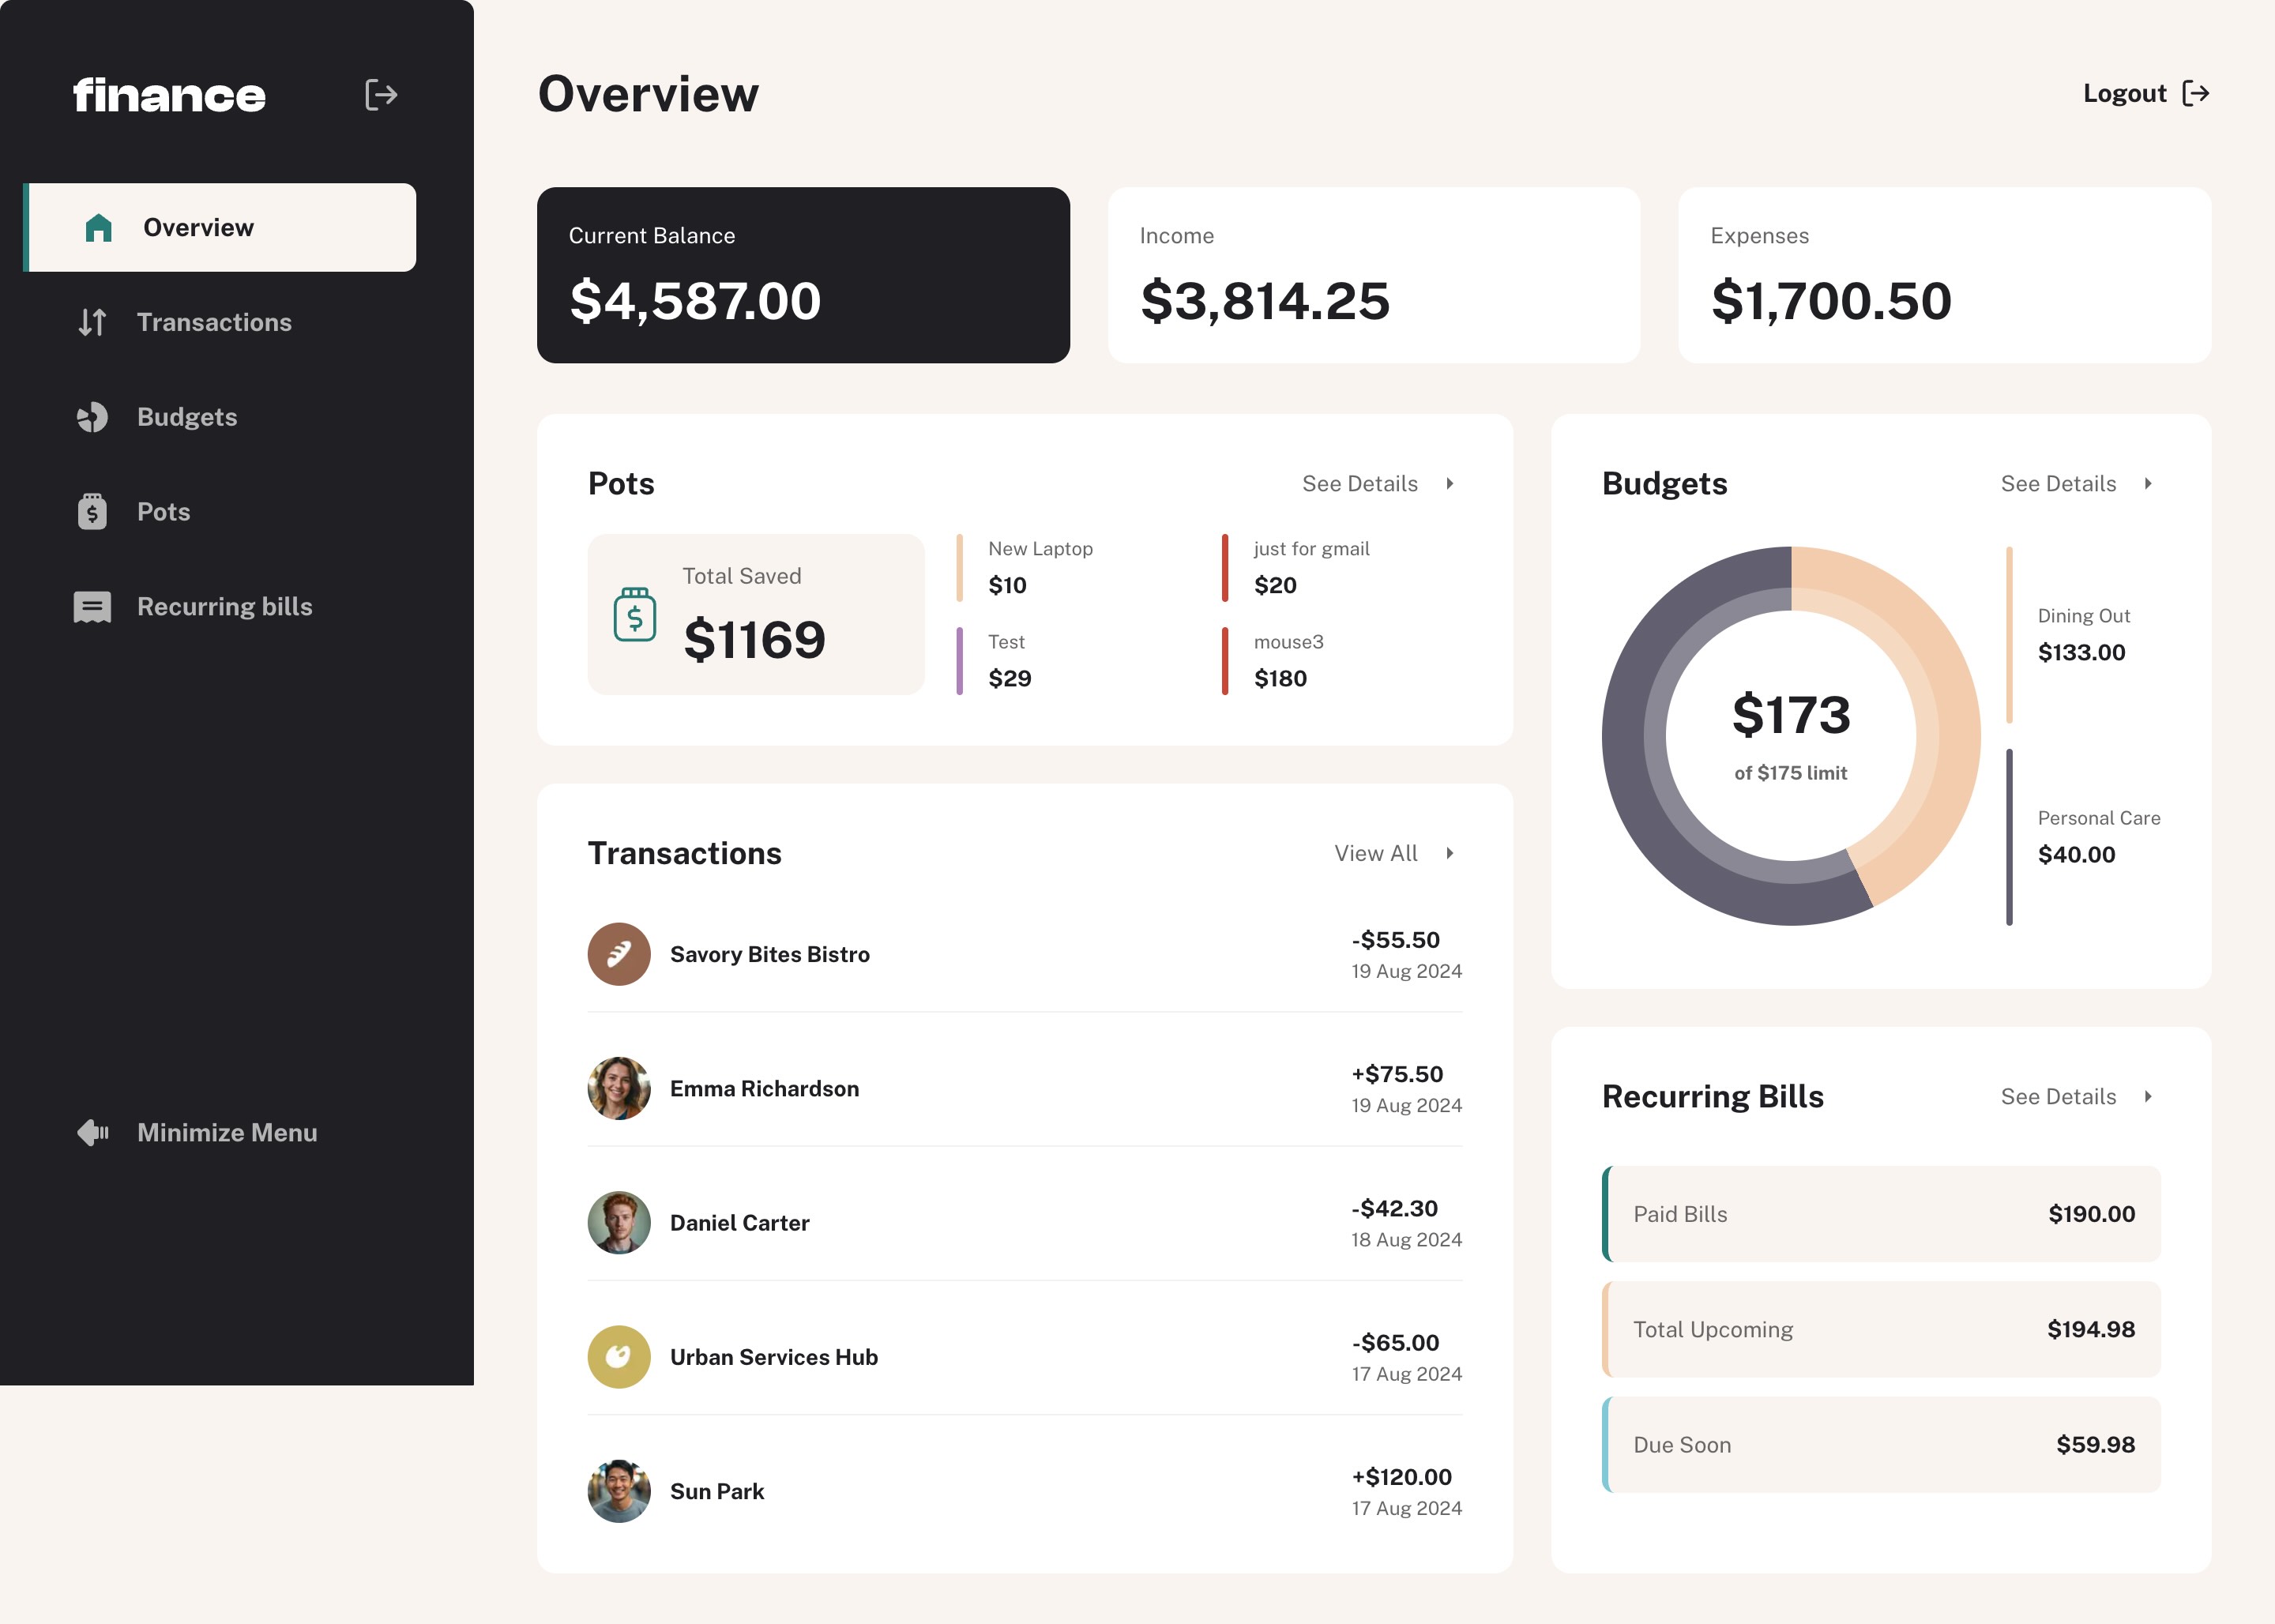 finance
Overview
Transactions
Budgets
Pots
Recurring bills
Minimize Menu
Overview
Logout
Current Balance
$4,587.00
Income
$3,814.25
Expenses
$1,700.50
Pots
See Details
Total Saved
$1169
New Laptop
$10
just for gmail
$20
Test
$29
mouse3
$180
Budgets
See Details
$173
of $175 limit
Dining Out
$133.00
Personal Care
$40.00
Transactions
View All
Savory Bites Bistro
-$55.50
19 Aug 2024
Emma Richardson
+$75.50
19 Aug 2024
Daniel Carter
-$42.30
18 Aug 2024
Urban Services Hub
-$65.00
17 Aug 2024
Sun Park
+$120.00
17 Aug 2024
Recurring Bills
See Details
Paid Bills
$190.00
Total Upcoming
$194.98
Due Soon
$59.98